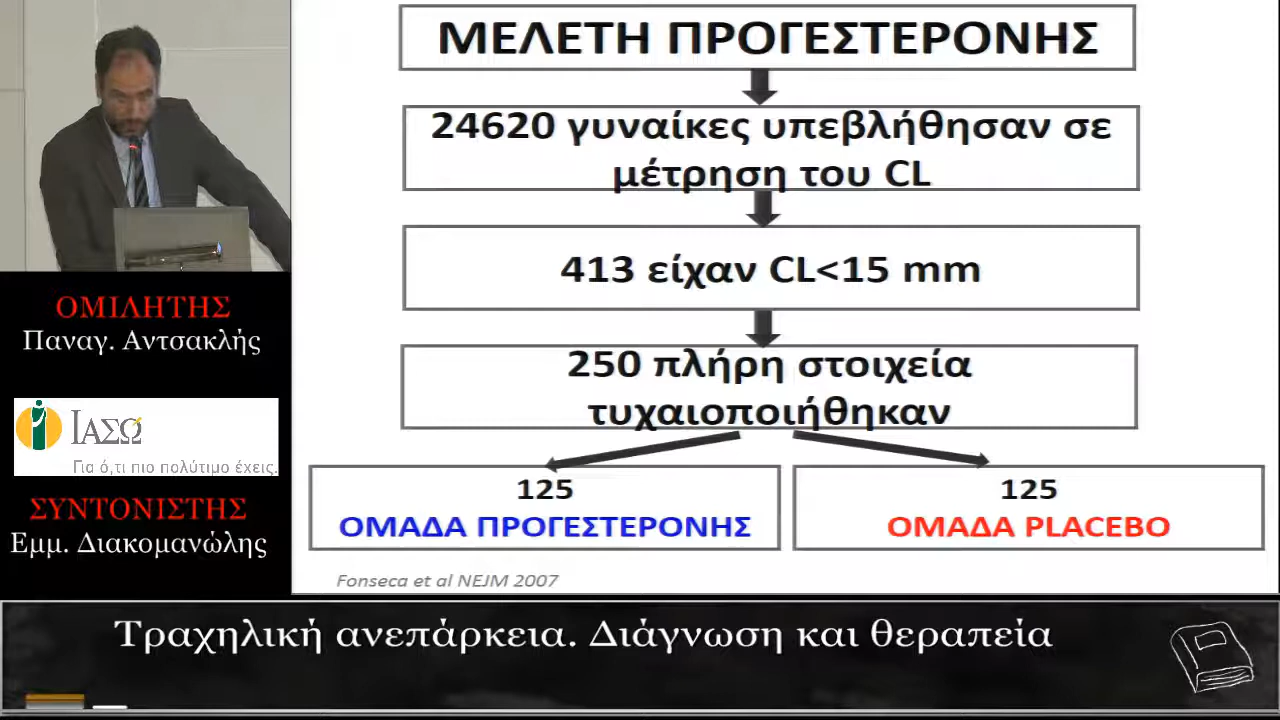 ΜΕΛΕΤΗ ΠΡΟΓΕΣΤΕΡΟΝΗΣ
24620 γυναίκες υπεβλήθησαν σε
μέτρηση του CL
413 είχαν CL<15 mm
250 πλήρη στοιχεία
τυχαιοποιήθηκαν
125
ΟΜΑΔΑ ΠΡΟΓΕΣΤΕΡΟΝΗΣ
125
ΟΜΑΔΑ PLACEBO
Fonseca et al NEJM 2007
ΟΜΙΛΗΤΗΣ
Παναγ. Αντσακλής
ΙΑΣΩ
Για ό,τι πιο πολύτιμο έχεις.
ΣΥΝΤΟΝΙΣΤΗΣ
Εμμ. Διακομανώλης
Τραχηλική ανεπάρκεια. Διάγνωση και θεραπεία